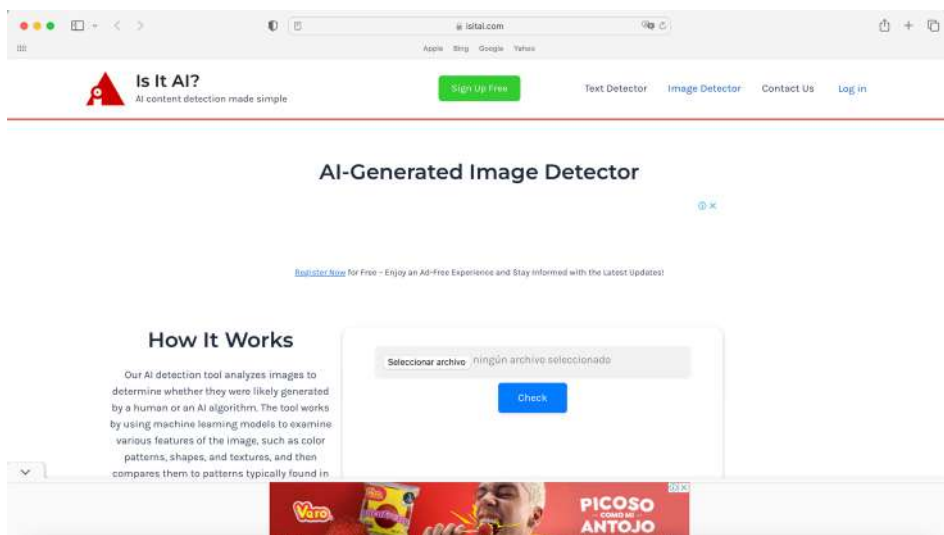 isitai.com
Apple Bing Google Yahoo
Is It AI?
AI content detection made simple
Sign Up Free
Text Detector Image Detector Contact Us Log in
AI-Generated Image Detector
Register Now for Free – Enjoy an Ad-Free Experience and Stay Informed with the Latest Updates!
How It Works
Our AI detection tool analyzes images to
determine whether they were likely generated
by a human or an AI algorithm. The tool works
by using machine learning models to examine
various features of the image, such as color
patterns, shapes, and textures, and then
compares them to patterns typically found in
Seleccionar archivo ningún archivo seleccionado
Check
Vero
PICOSO
COMO MI
ANTOJO